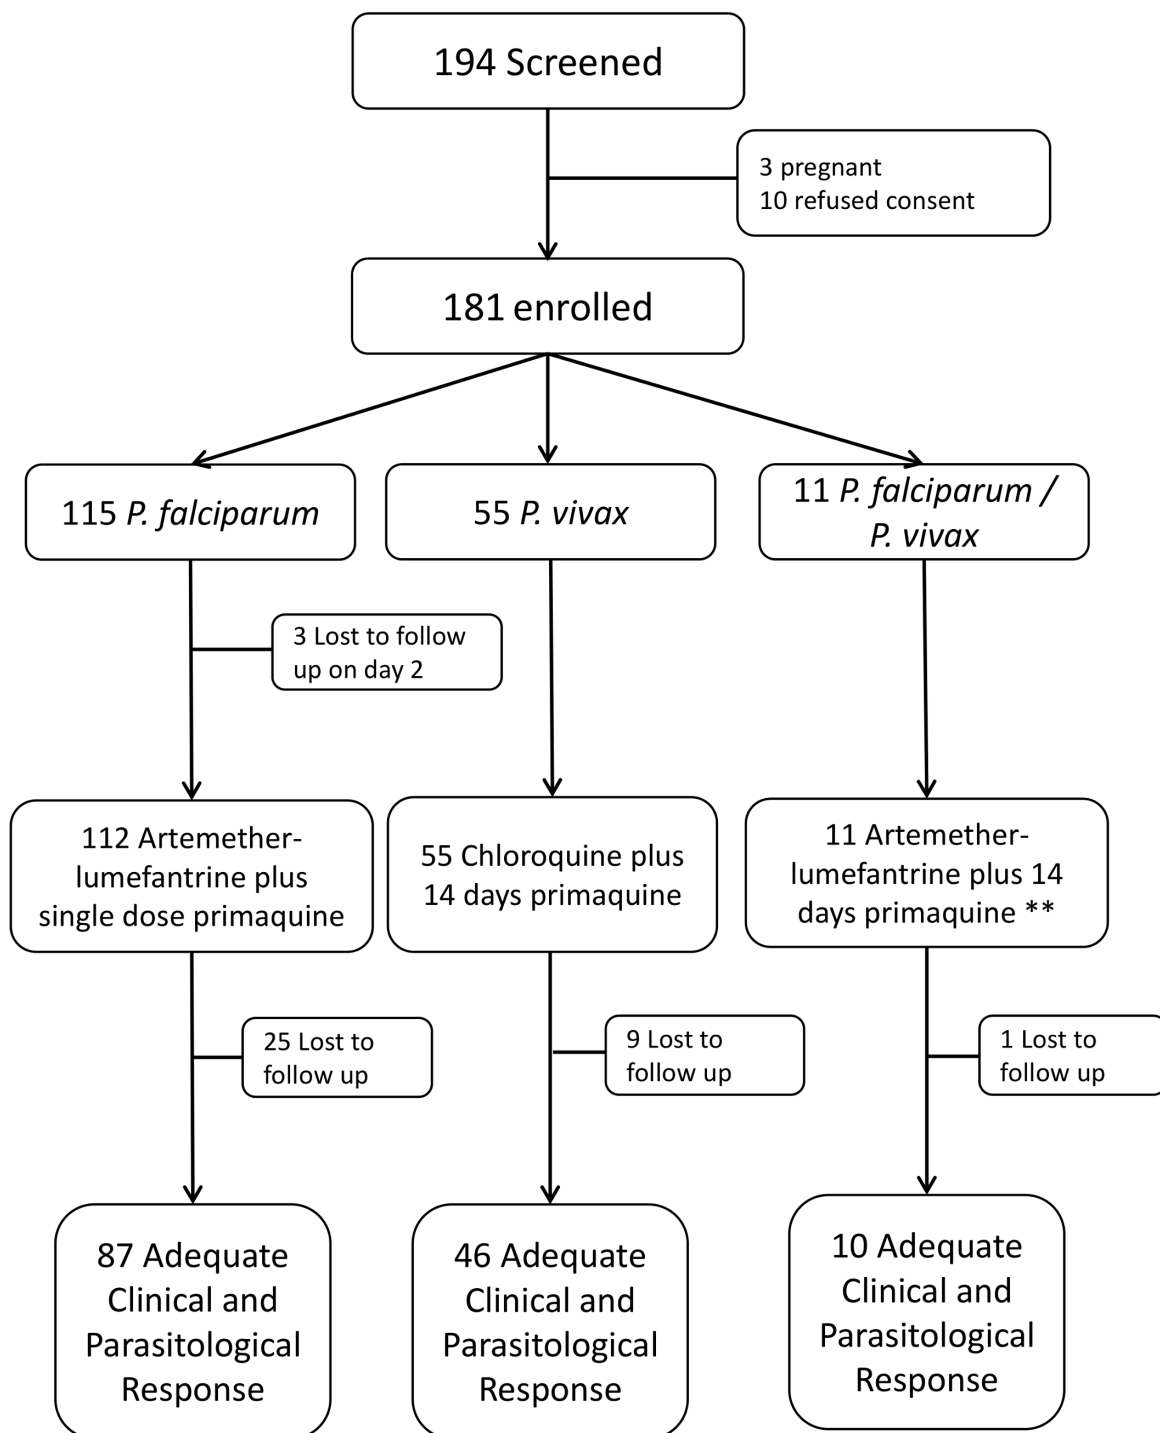 194 Screened
3 pregnant
10 refused consent
181 enrolled
115 P. falciparum
55 P. vivax
11 P. falciparum /
P. vivax
3 Lost to follow
up on day 2
112 Artemether-
lumefantrine plus
single dose primaquine
55 Chloroquine plus
14 days primaquine
11 Artemether-
lumefantrine plus 14
days primaquine **
25 Lost to
follow up
9 Lost to
follow up
1 Lost to
follow up
87 Adequate
Clinical and
Parasitological
Response
46 Adequate
Clinical and
Parasitological
Response
10 Adequate
Clinical and
Parasitological
Response